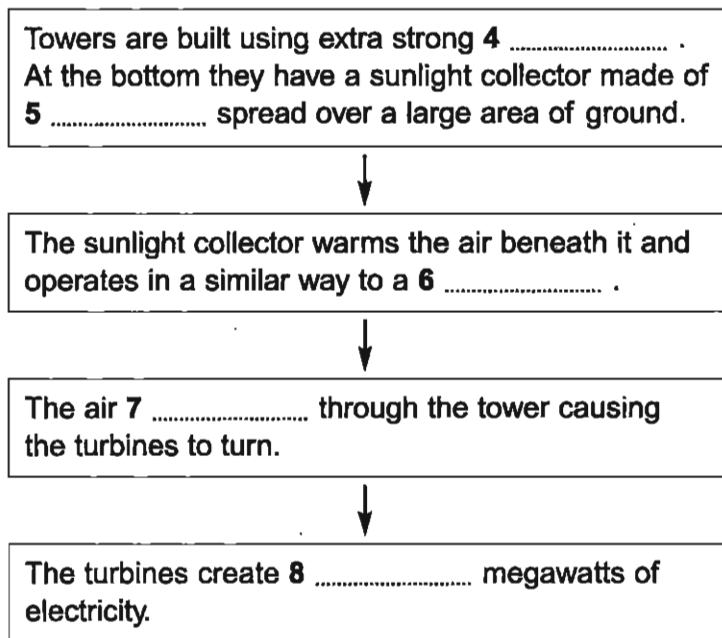 Towers are built using extra strong 4 ............................ .
At the bottom they have a sunlight collector made of
5 ............................ spread over a large area of ground.
The sunlight collector warms the air beneath it and
operates in a similar way to a 6 ............................ .
The air 7 ............................ through the tower causing
the turbines to turn.
The turbines create 8 ............................ megawatts of
electricity.